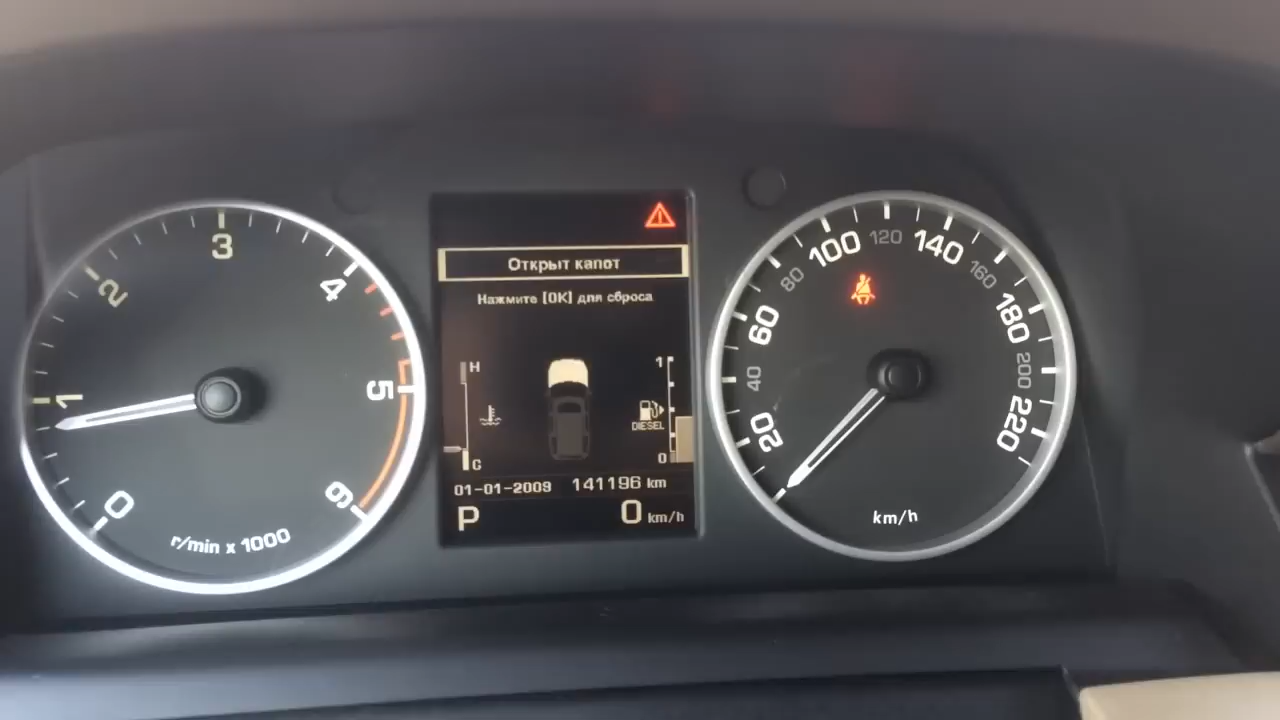 0
1
2
3
4
5
6
r/min x 1000
Открыт капот
Нажмите [OK] для сброса
H
C
1
DIESEL
0
01-01-2009 141196 km
P 0 km/h
20
40
60
80
100
120
140
160
180
200
220
km/h